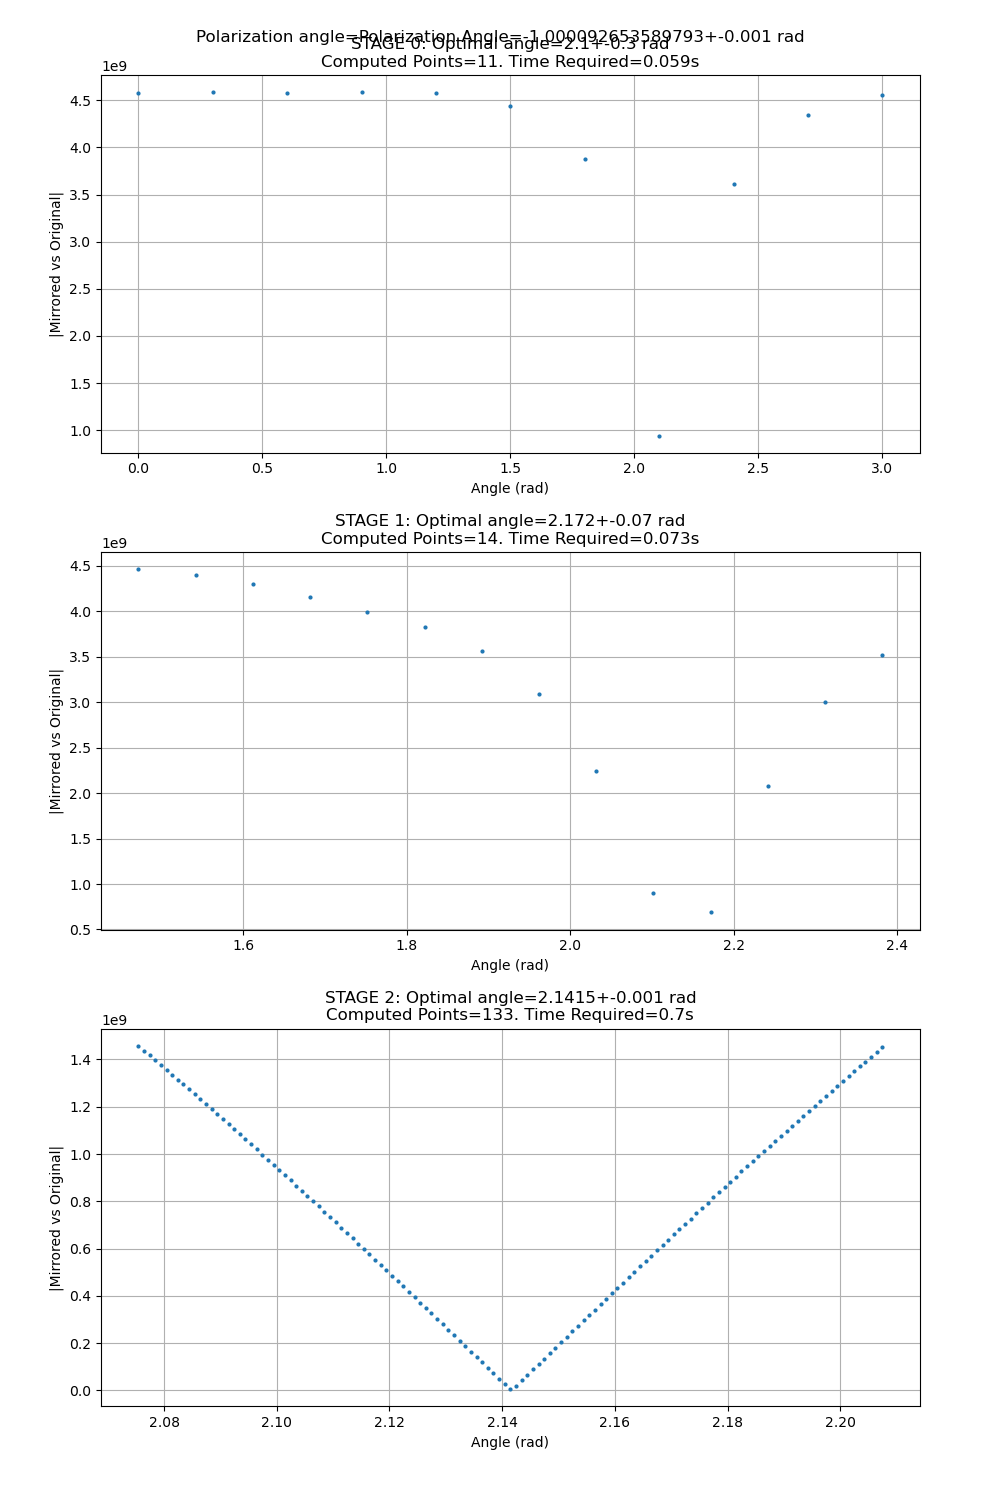 Polarization angle=Polarization Angle=-1.000092653589793+-0.001 rad
STAGE 0: Optimal angle=2.1+-0.3 rad
Computed Points=11. Time Required=0.059s
1e9
4.5
4.0
3.5
3.0
2.5
2.0
1.5
1.0
|Mirrored vs Original|
0.0 0.5 1.0 1.5 2.0 2.5 3.0
Angle (rad)
STAGE 1: Optimal angle=2.172+-0.07 rad
Computed Points=14. Time Required=0.073s
1e9
4.5
4.0
3.5
3.0
2.5
2.0
1.5
1.0
0.5
|Mirrored vs Original|
1.6 1.8 2.0 2.2 2.4
Angle (rad)
STAGE 2: Optimal angle=2.1415+-0.001 rad
Computed Points=133. Time Required=0.7s
1e9
1.4
1.2
1.0
0.8
0.6
0.4
0.2
0.0
|Mirrored vs Original|
2.08 2.10 2.12 2.14 2.16 2.18 2.20
Angle (rad)